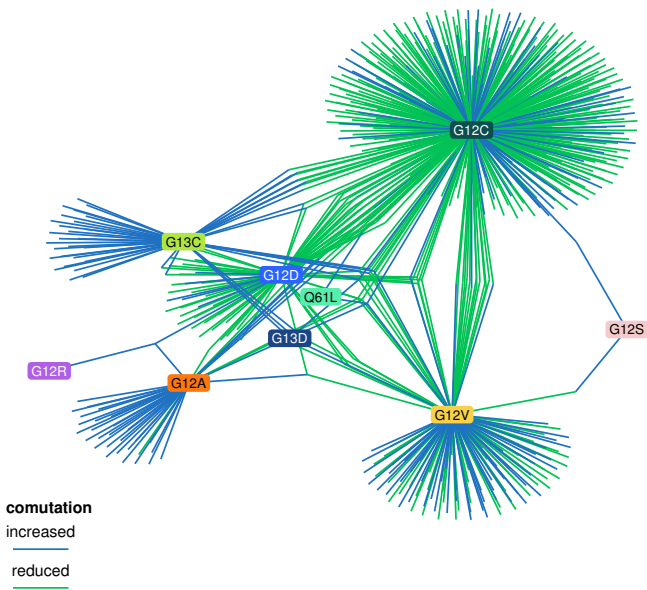 G12C
G13C
G12D
Q61L
G12S
G13D
G12R
G12A
G12V
comutation
increased
reduced